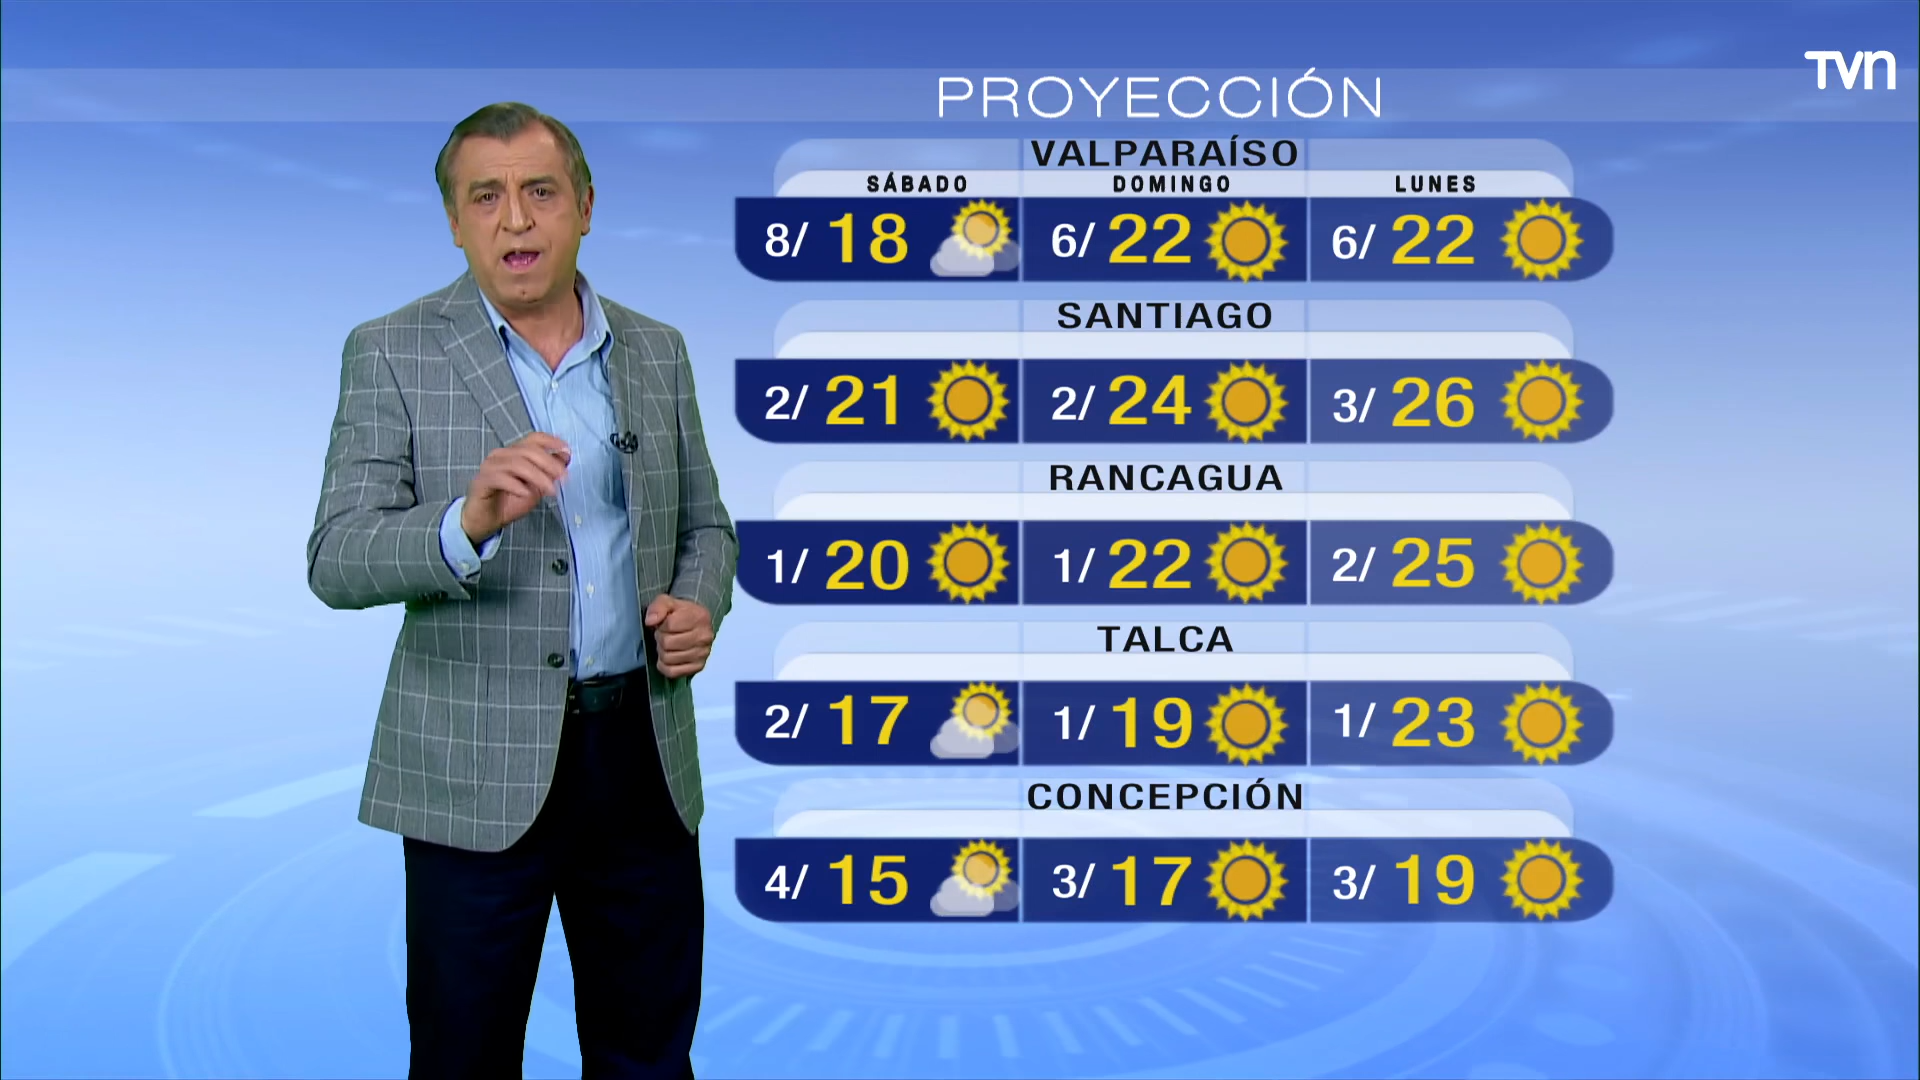 TVN
PROYECCIÓN
VALPARAÍSO
SÁBADO DOMINGO LUNES
8/ 18 6/ 22 6/ 22
SANTIAGO
2/ 21 2/ 24 3/ 26
RANCAGUA
1/ 20 1/ 22 2/ 25
TALCA
2/ 17 1/ 19 1/ 23
CONCEPCIÓN
4/ 15 3/ 17 3/ 19